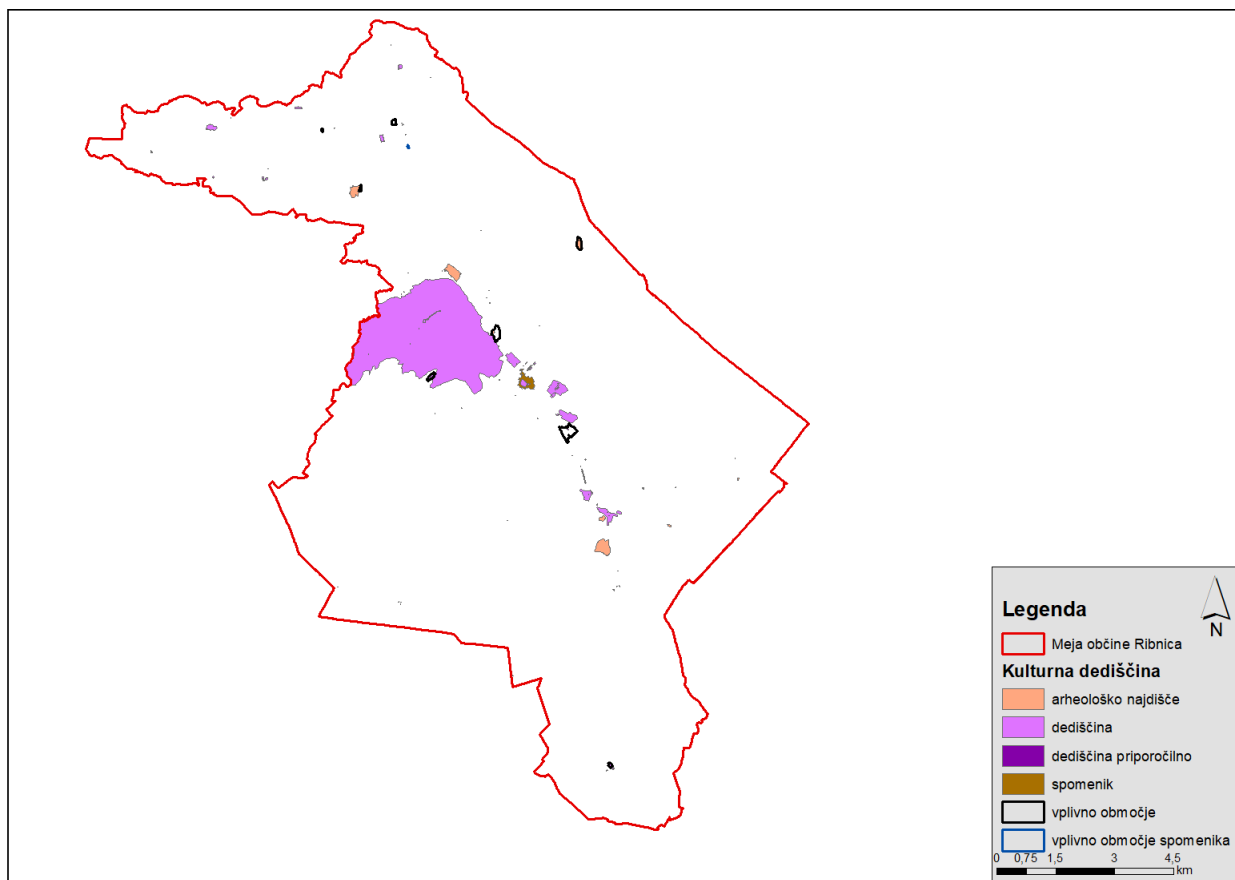 Legenda
N
Meja občine Ribnica
Kulturna dediščina
arheološko najdišče
dediščina
dediščina priporočilno
spomenik
vplivno območje
vplivno območje spomenika
0 0,75 1,5 3 4,5
km